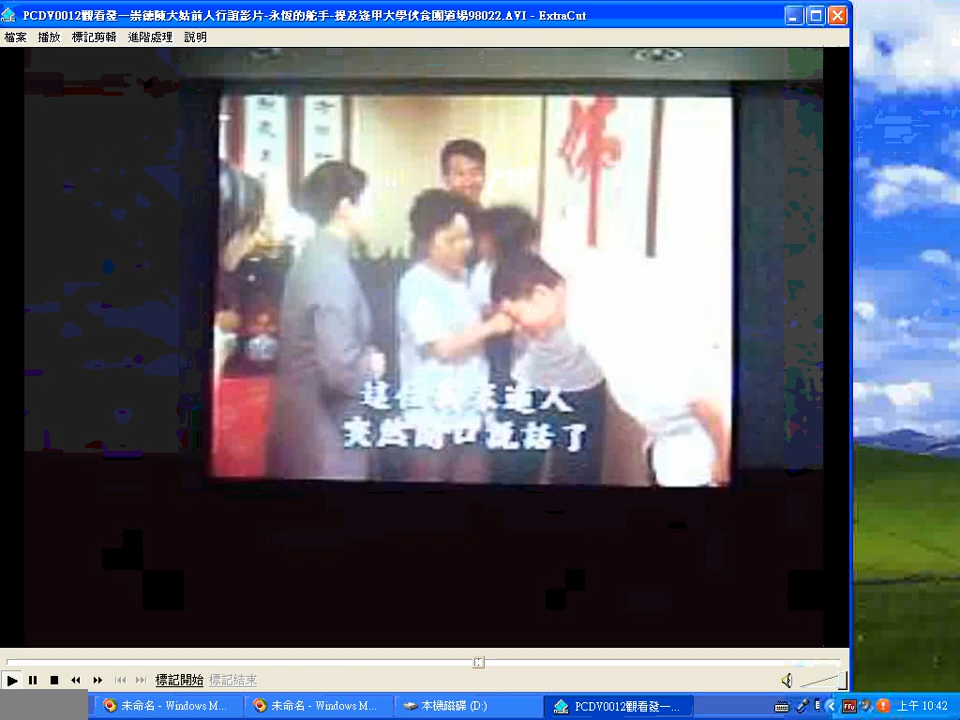 PCDV0012觀看發一崇德陳大姑前人行誼影片-永恆的舵手-提及逢甲大學伙食團道場98022.AVI - ExtraCut
檔案 播放 標記剪輯 進階處理 說明
佛
這位 來道人
突然開口說話了
標記開始 標記結束
未命名 - Windows M... 未命名 - Windows M... 本機磁碟 (D:) PCDV0012觀看發一... 上午 10:42